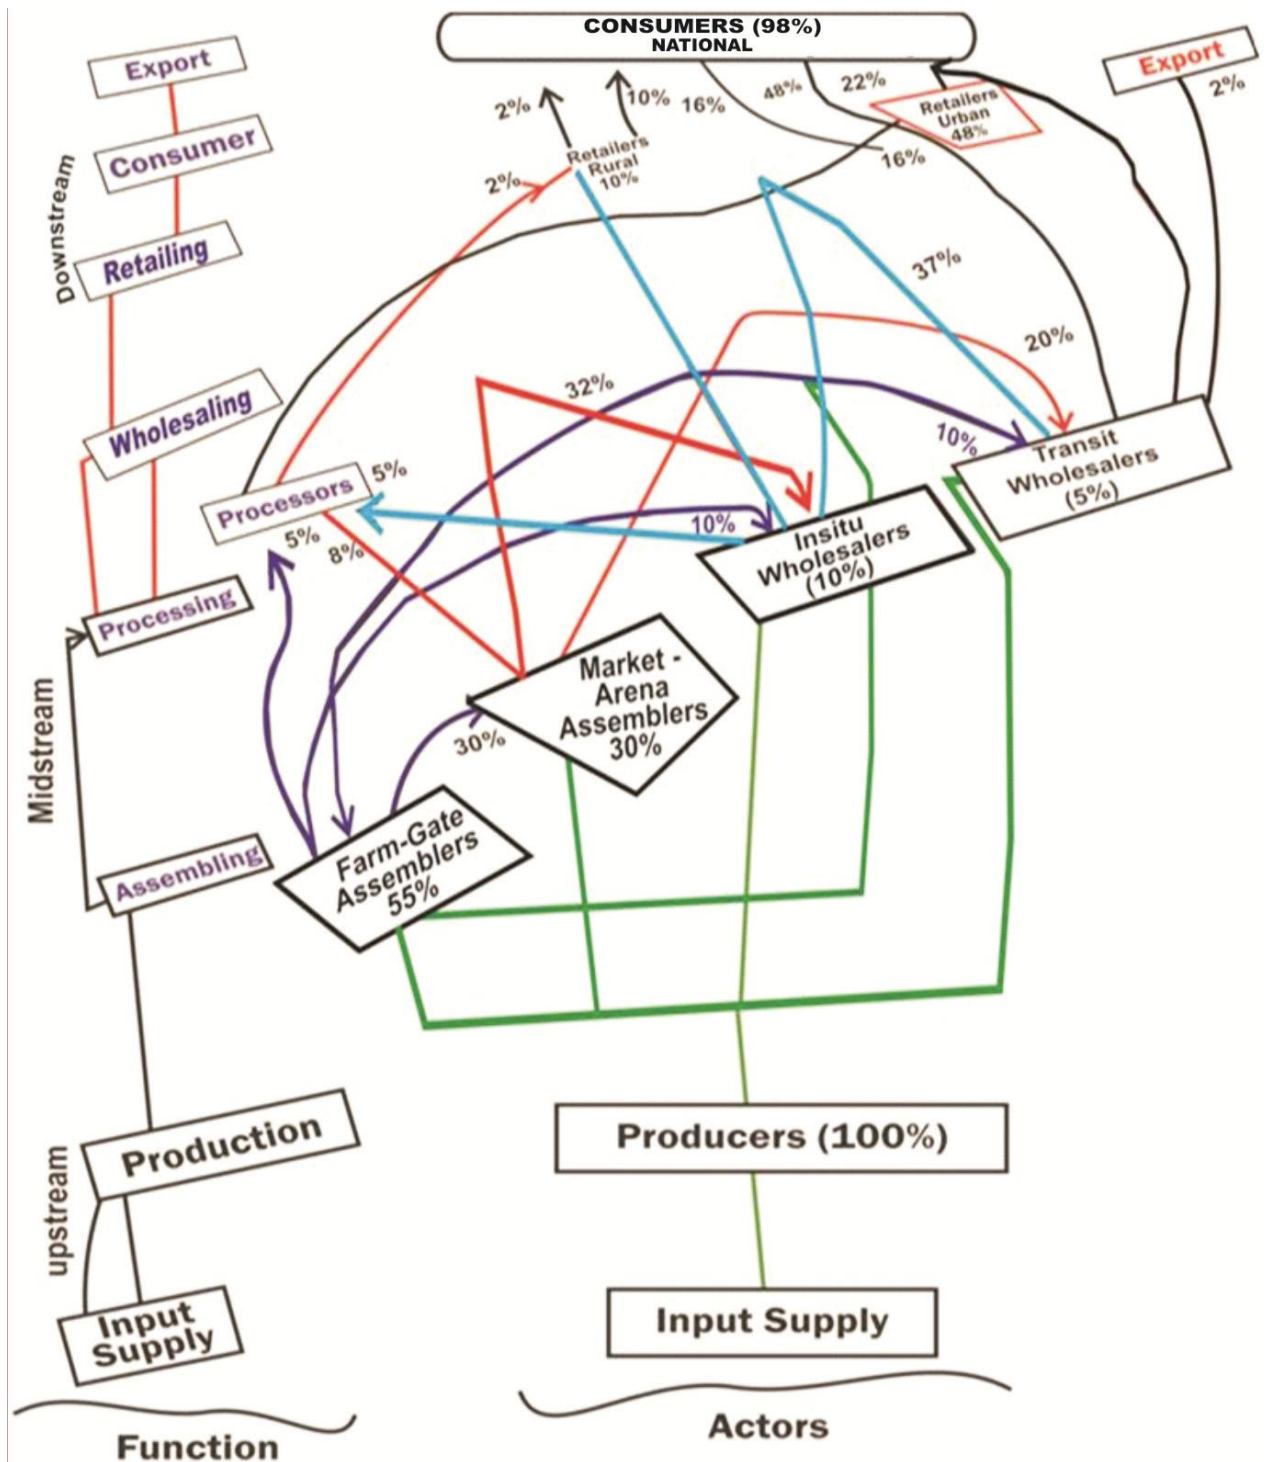 CONSUMERS (98%)
NATIONAL
Export
Export
2%
Consumer
Downstream
Retailing
2%
10%
16%
48%
22%
Retailers
Urban
48%
16%
Retailers
Rural
10%
2%
37%
20%
32%
Wholesaling
10%
Transit
Wholesalers
(5%)
Processors
5%
5%
8%
10%
Insitu
Wholesalers
(10%)
Processing
Midstream
Market -
Arena
Assemblers
30%
30%
Farm-Gate
Assemblers
55%
Assembling
Production
Producers (100%)
upstream
Input
Supply
Input Supply
Function
Actors